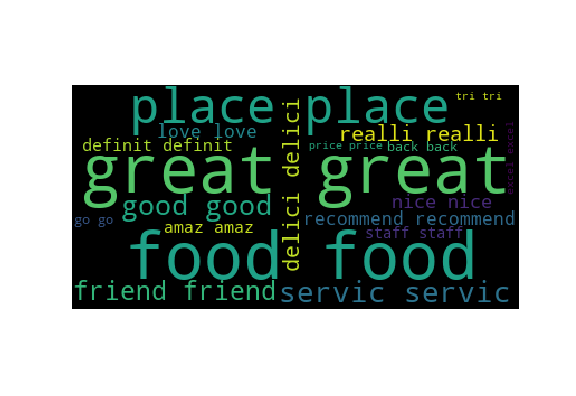 place place
tri tri
love love
realli realli
definit definit
price price
back back
great great
delici delici
excel excel
good good
nice nice
go go
recommend recommend
amaz amaz
staff staff
food food
friend friend
servic servic